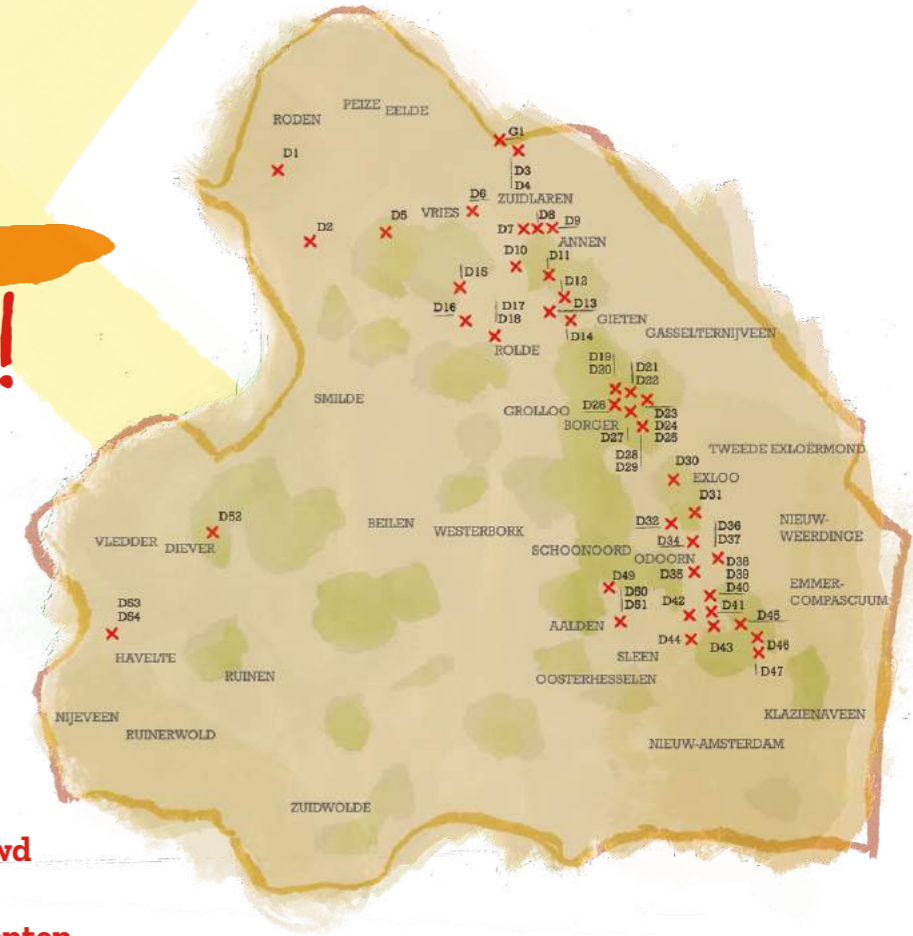 PEIZE EELDE
RODEN
G1
D1
D3
D4
D6
ZUIDLAREN
VRIES
D8
D9
D5
D2
D7
ANNEN
D10
D11
D15
D12
D16
D17
D13
D18
GIETEN
D14
GASSELTERNIJVEEN
ROLDE
D19
D21
D20
D22
SMILDE
D26
D23
GROLLOO
BORGER
D24
D27
D25
D28
D29
TWEEDE EXLOËRMOND
D30
EXLOO
D31
D52
BEILEN
WESTERBORK
D32
D36
NIEUW-
WEERDINGE
D37
D34
VLEDDER
DIEVER
SCHOONOORD
ODOORN
D38
D35
D39
D49
D40
EMMER-
COMPASCUUM
D50
D51
D53
D54
D42
D41
D45
AALDEN
D44
D43
D46
HAVELTE
SLEEN
D47
RUINEN
OOSTERHESSELEN
NIJEVEEN
KLAZIENAVEEN
RUINERWOLD
NIEUW-AMSTERDAM
ZUIDWOLDE
!
wd